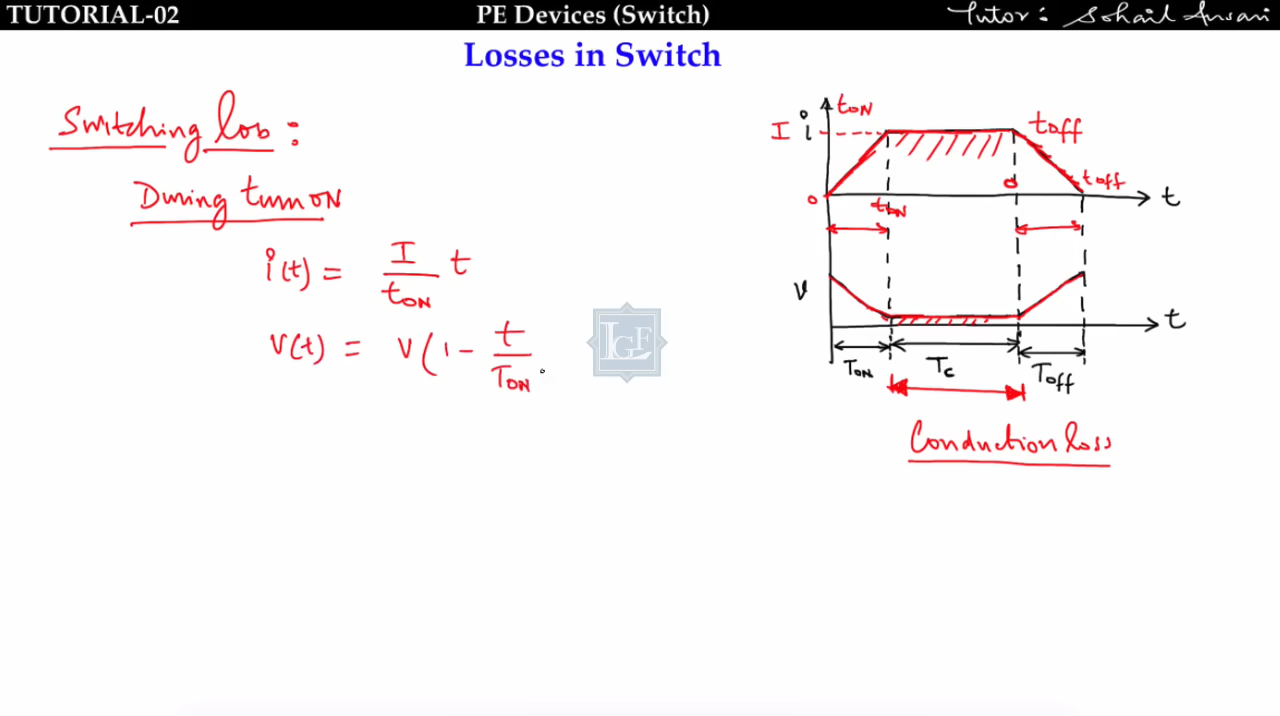 TUTORIAL-02 PE Devices (Switch) Tutor: Sohail Ansari
Losses in Switch
Switching loss:
During turn ON
i(t) = I/tON t
V(t) = V(1 - t/TON
i
tON
I
toff
0
tON
0
toff
t
V
t
TON
TC
Toff
Conduction loss
LGF